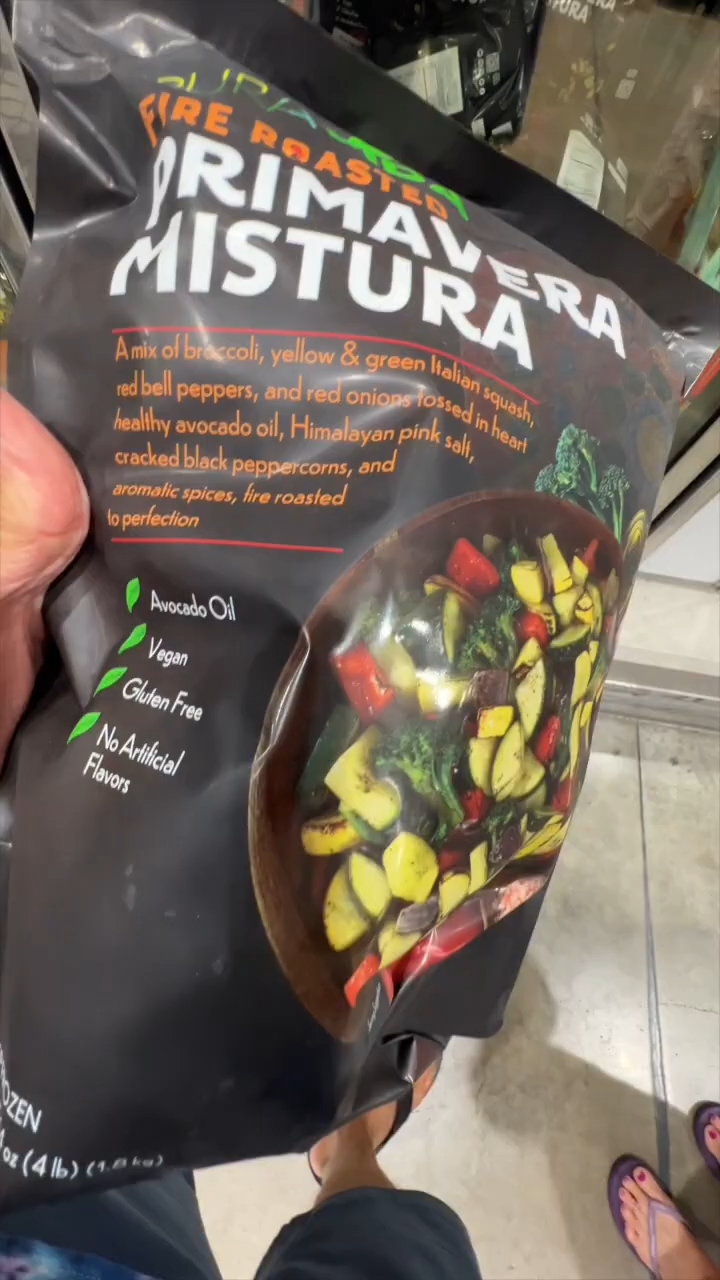 PURA VIDA
FIRE ROASTED
PRIMAVERA
MISTURA
A mix of broccoli, yellow & green Italian squash,
red bell peppers, and red onions tossed in heart
healthy avocado oil, Himalayan pink salt,
cracked black peppercorns, and
aromatic spices, fire roasted
to perfection
Avocado Oil
Vegan
Gluten Free
No Artificial
Flavors
oz (4 lb) (1.8 kg)